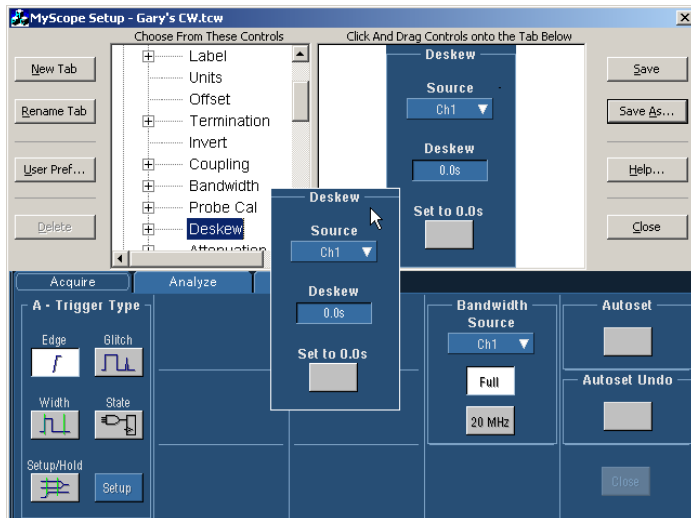 MyScope Setup - Gary's CW.tcw
Choose From These Controls
Click And Drag Controls onto the Tab Below
New Tab
Rename Tab
User Pref...
Delete
Label
Units
Offset
Termination
Invert
Coupling
Bandwidth
Probe Cal
Deskew
Attenuation
Deskew
Source
Ch1
Deskew
0.0s
Set to 0.0s
Save
Save As...
Help...
Close
Deskew
Source
Ch1
Deskew
0.0s
Set to 0.0s
Acquire
Analyze
A - Trigger Type
Edge
Glitch
Width
State
Setup/Hold
Setup
Bandwidth
Source
Ch1
Full
20 MHz
Autoset
Autoset Undo
Close